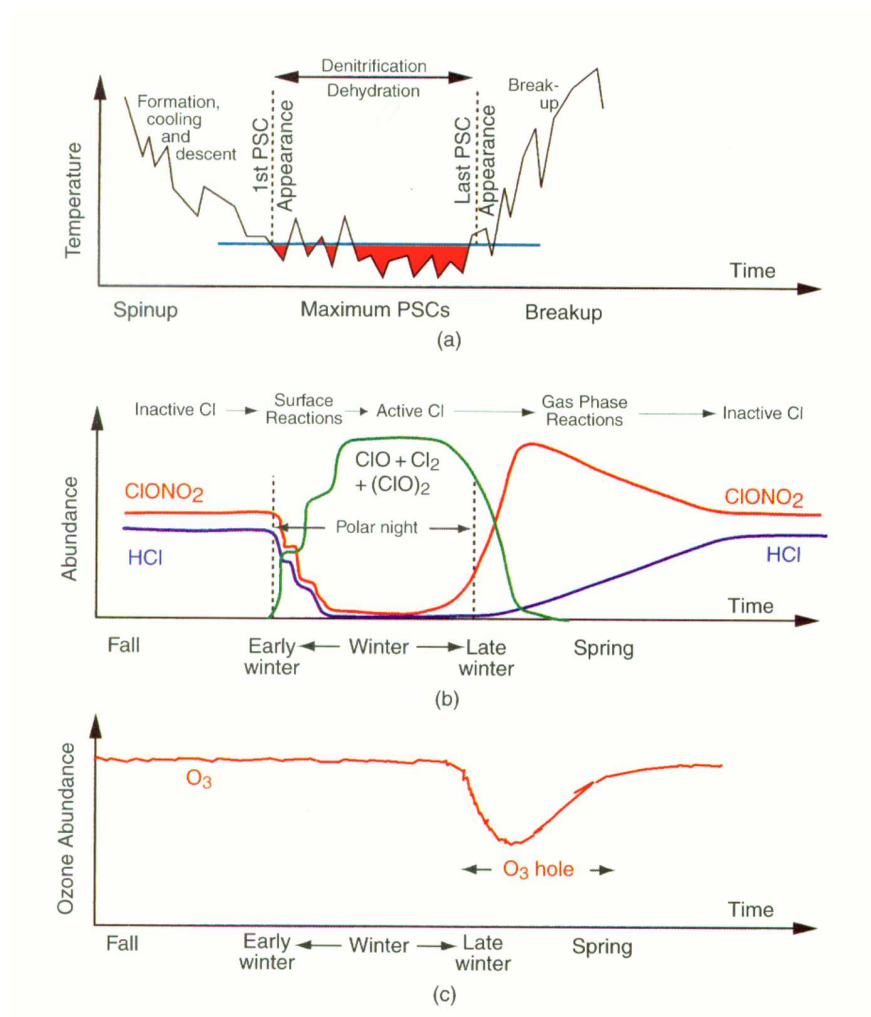 Denitrification
Dehydration
Formation,
cooling
and
descent
1st PSC
Appearance
Last PSC
Appearance
Break-
up
Temperature
Time
Spinup
Maximum PSCs
Breakup
(a)
Inactive Cl
Surface
Reactions
Active Cl
Gas Phase
Reactions
Inactive Cl
ClO + Cl2
+ (ClO)2
ClONO2
HCl
Polar night
ClONO2
HCl
Abundance
Time
Fall
Early
winter
Winter
Late
winter
Spring
(b)
O3
O3 hole
Ozone Abundance
Time
Fall
Early
winter
Winter
Late
winter
Spring
(c)